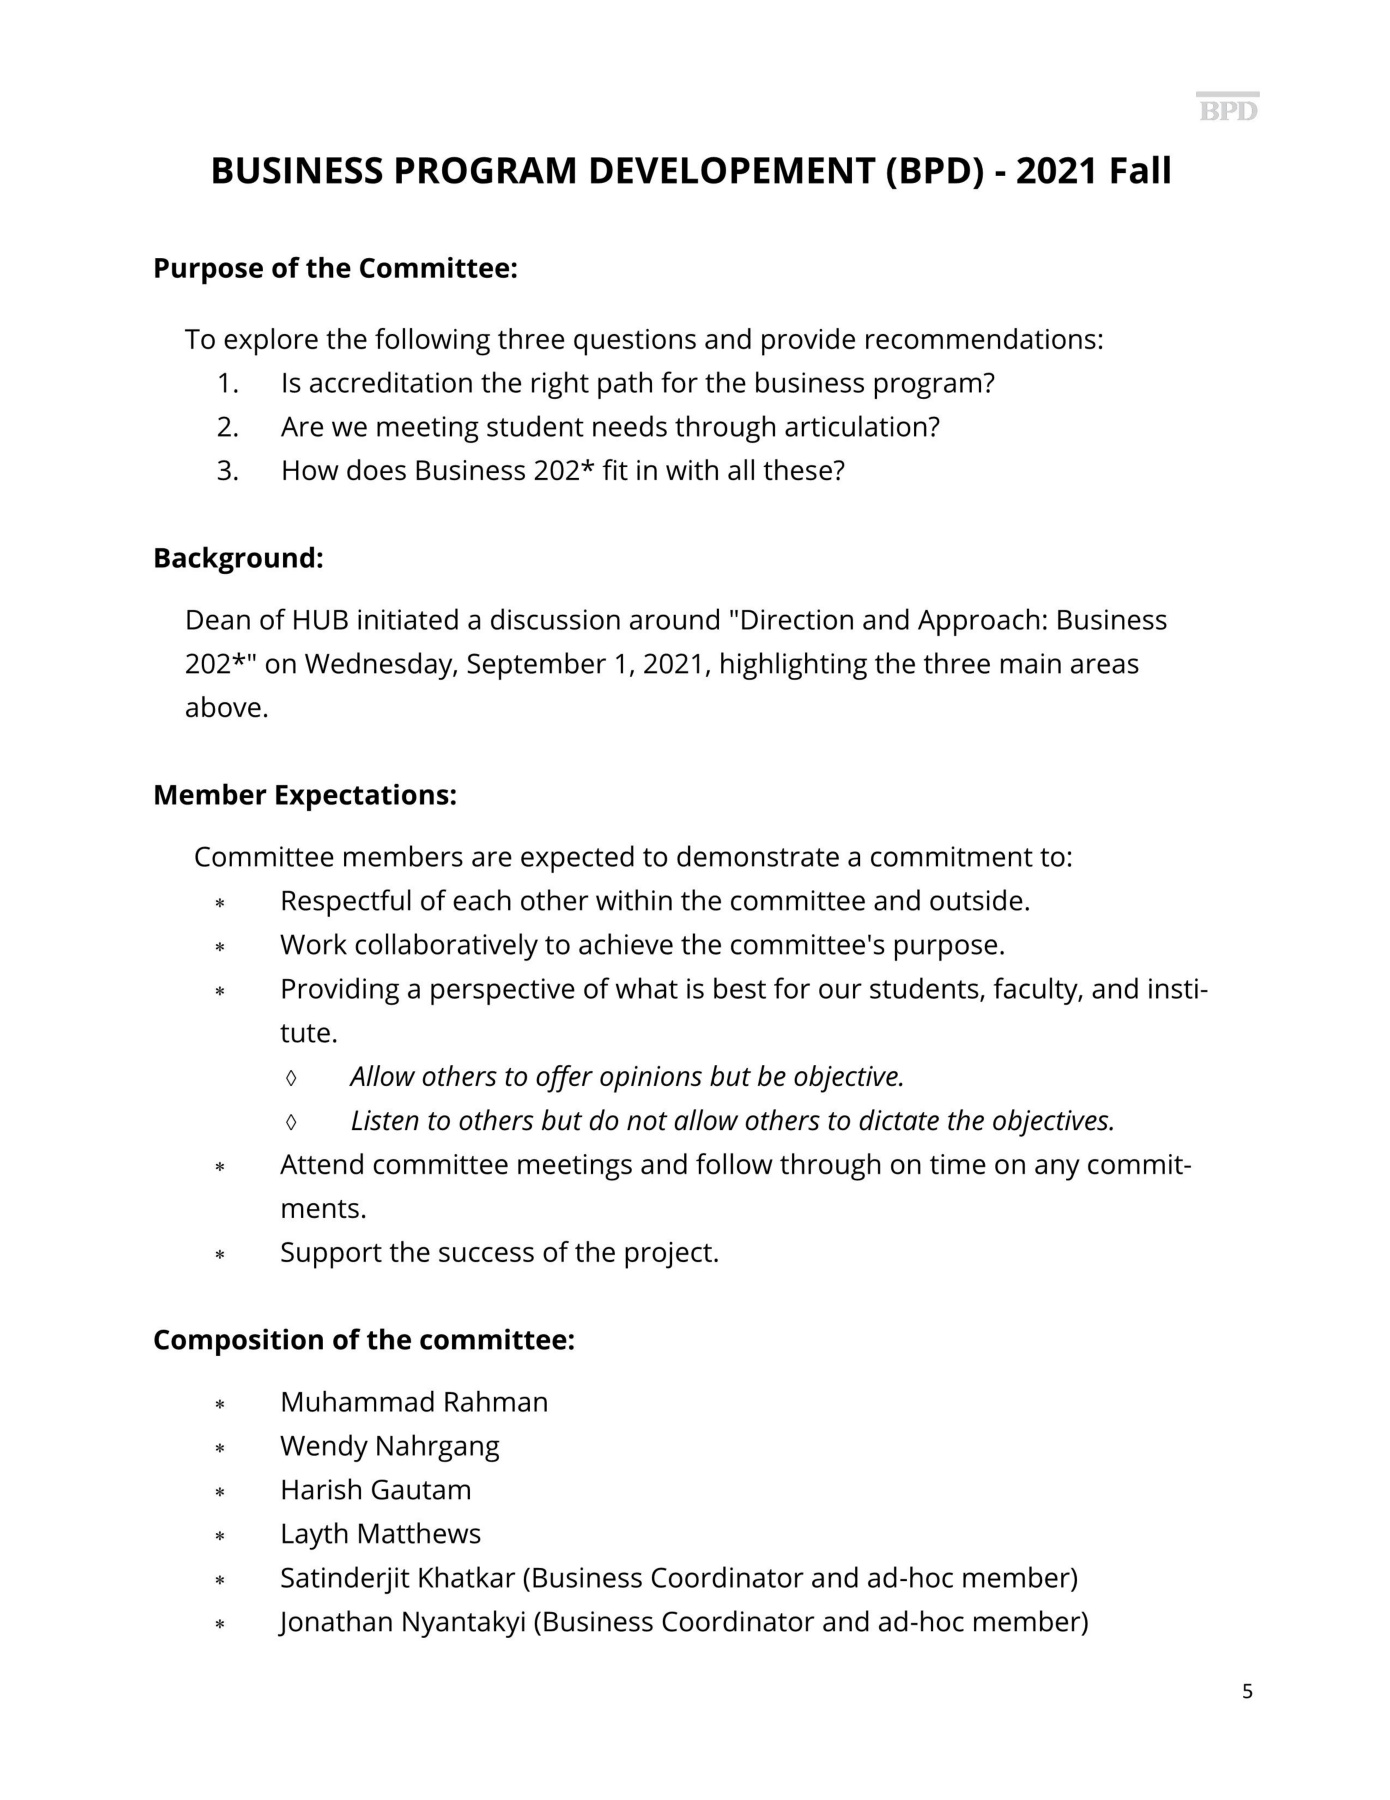 BPD
BUSINESS PROGRAM DEVELOPEMENT (BPD) - 2021 Fall
Purpose of the Committee:
To explore the following three questions and provide recommendations:
1. Is accreditation the right path for the business program?
2. Are we meeting student needs through articulation?
3. How does Business 202* fit in with all these?
Background:
Dean of HUB initiated a discussion around "Direction and Approach: Business
202*" on Wednesday, September 1, 2021, highlighting the three main areas
above.
Member Expectations:
Committee members are expected to demonstrate a commitment to:
* Respectful of each other within the committee and outside.
* Work collaboratively to achieve the committee's purpose.
* Providing a perspective of what is best for our students, faculty, and insti-
tute.
◊ Allow others to offer opinions but be objective.
◊ Listen to others but do not allow others to dictate the objectives.
* Attend committee meetings and follow through on time on any commit-
ments.
* Support the success of the project.
Composition of the committee:
* Muhammad Rahman
* Wendy Nahrgang
* Harish Gautam
* Layth Matthews
* Satinderjit Khatkar (Business Coordinator and ad-hoc member)
* Jonathan Nyantakyi (Business Coordinator and ad-hoc member)
5